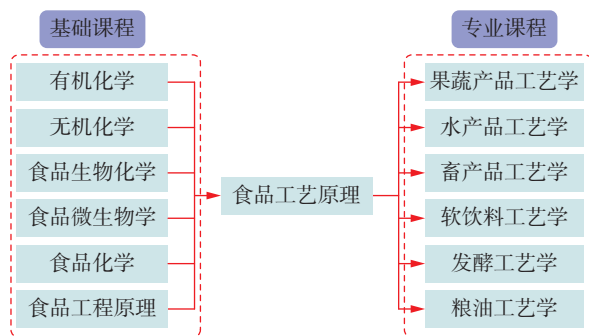 基础课程
有机化学
无机化学
食品生物化学
食品微生物学
食品化学
食品工程原理
食品工艺原理
专业课程
果蔬产品工艺学
水产品工艺学
畜产品工艺学
软饮料工艺学
发酵工艺学
粮油工艺学